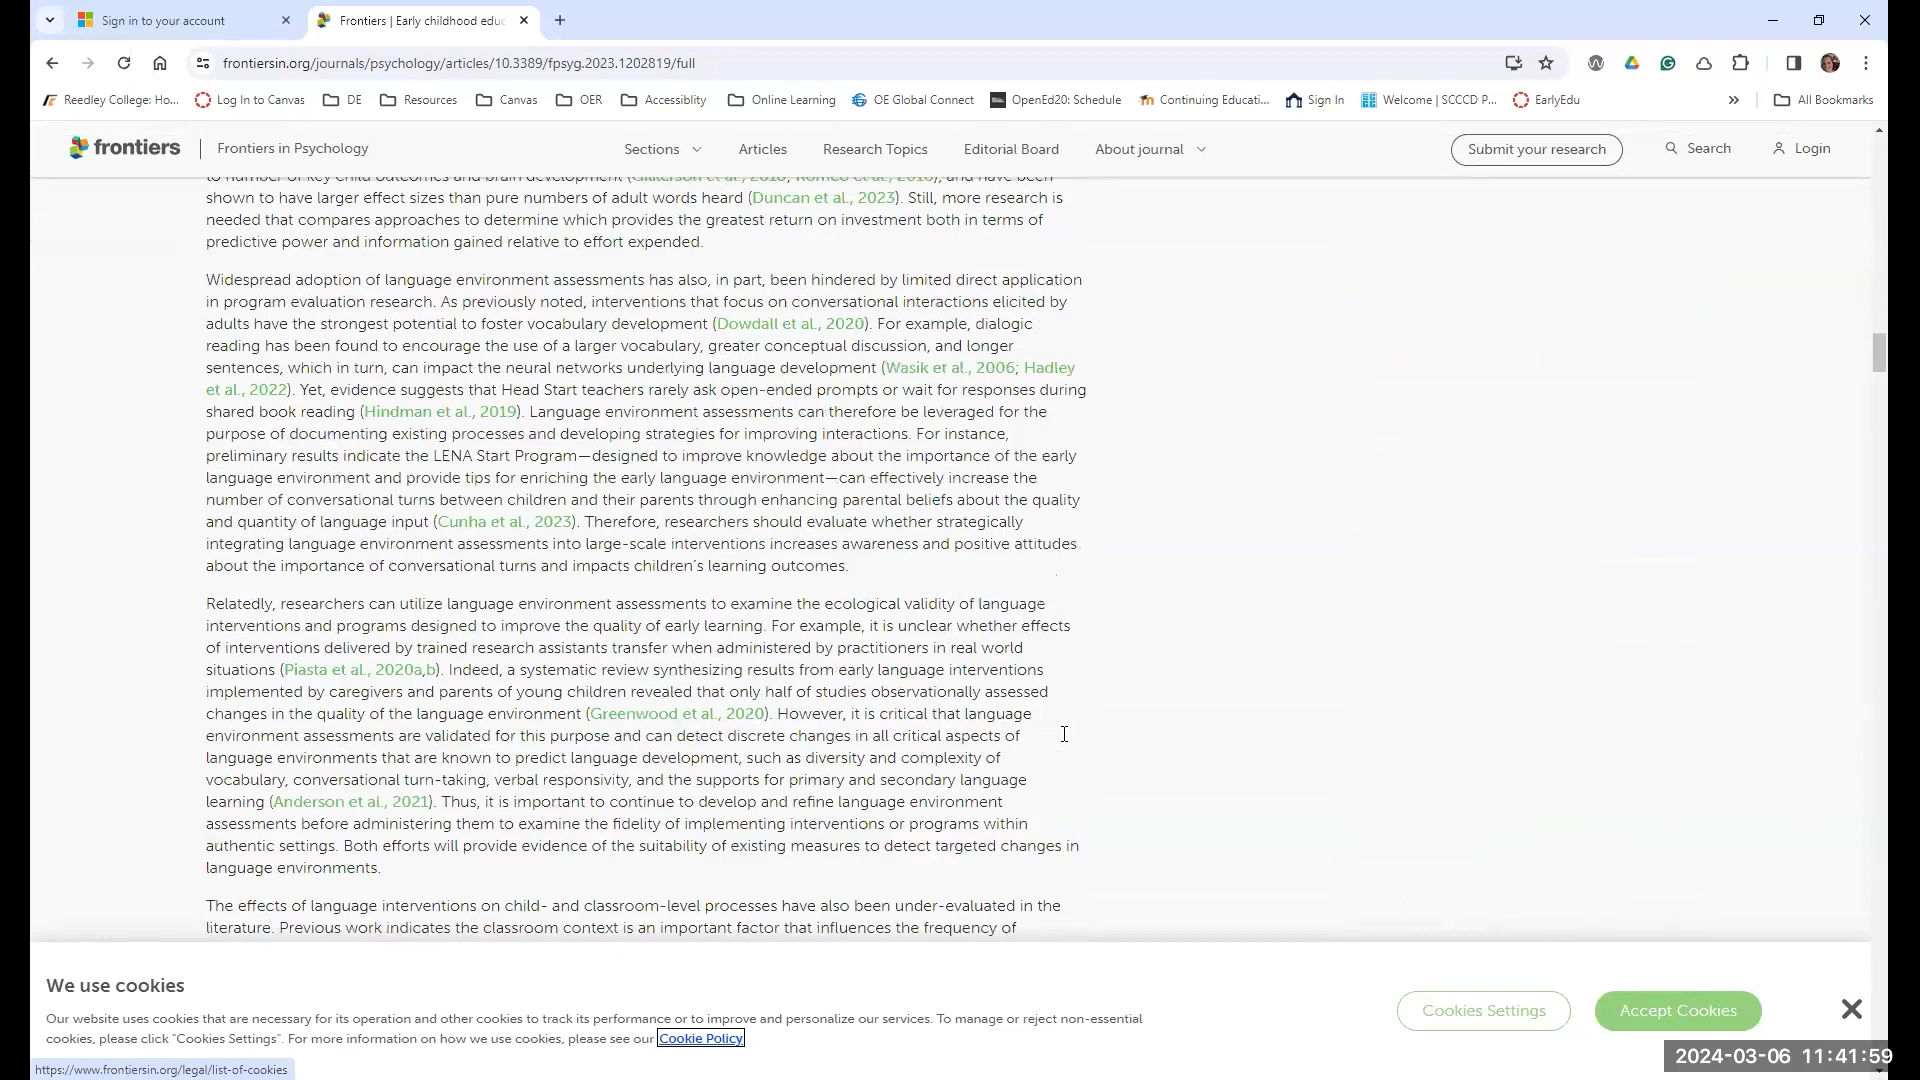 Sign in to your account
Frontiers | Early childhood educ
frontiersin.org/journals/psychology/articles/10.3389/fpsyg.2023.1202819/full
Reedley College: Ho...
Log In to Canvas
DE
Resources
Canvas
OER
Accessiblity
Online Learning
OE Global Connect
OpenEd20: Schedule
Continuing Educati...
Sign In
Welcome | SCCCD P...
EarlyEdu
All Bookmarks
frontiers
Frontiers in Psychology
Sections
Articles
Research Topics
Editorial Board
About journal
Submit your research
Search
Login
to number of key child outcomes and brain development (Gilkerson et al., 2018; Romeo et al., 2018), and have been
shown to have larger effect sizes than pure numbers of adult words heard (Duncan et al., 2023). Still, more research is
needed that compares approaches to determine which provides the greatest return on investment both in terms of
predictive power and information gained relative to effort expended.
Widespread adoption of language environment assessments has also, in part, been hindered by limited direct application
in program evaluation research. As previously noted, interventions that focus on conversational interactions elicited by
adults have the strongest potential to foster vocabulary development (Dowdall et al., 2020). For example, dialogic
reading has been found to encourage the use of a larger vocabulary, greater conceptual discussion, and longer
sentences, which in turn, can impact the neural networks underlying language development (Wasik et al., 2006; Hadley
et al., 2022). Yet, evidence suggests that Head Start teachers rarely ask open-ended prompts or wait for responses during
shared book reading (Hindman et al., 2019). Language environment assessments can therefore be leveraged for the
purpose of documenting existing processes and developing strategies for improving interactions. For instance,
preliminary results indicate the LENA Start Program—designed to improve knowledge about the importance of the early
language environment and provide tips for enriching the early language environment—can effectively increase the
number of conversational turns between children and their parents through enhancing parental beliefs about the quality
and quantity of language input (Cunha et al., 2023). Therefore, researchers should evaluate whether strategically
integrating language environment assessments into large-scale interventions increases awareness and positive attitudes
about the importance of conversational turns and impacts children's learning outcomes.
Relatedly, researchers can utilize language environment assessments to examine the ecological validity of language
interventions and programs designed to improve the quality of early learning. For example, it is unclear whether effects
of interventions delivered by trained research assistants transfer when administered by practitioners in real world
situations (Piasta et al., 2020a,b). Indeed, a systematic review synthesizing results from early language interventions
implemented by caregivers and parents of young children revealed that only half of studies observationally assessed
changes in the quality of the language environment (Greenwood et al., 2020). However, it is critical that language
environment assessments are validated for this purpose and can detect discrete changes in all critical aspects of
language environments that are known to predict language development, such as diversity and complexity of
vocabulary, conversational turn-taking, verbal responsivity, and the supports for primary and secondary language
learning (Anderson et al., 2021). Thus, it is important to continue to develop and refine language environment
assessments before administering them to examine the fidelity of implementing interventions or programs within
authentic settings. Both efforts will provide evidence of the suitability of existing measures to detect targeted changes in
language environments.
The effects of language interventions on child- and classroom-level processes have also been under-evaluated in the
literature. Previous work indicates the classroom context is an important factor that influences the frequency of
We use cookies
Our website uses cookies that are necessary for its operation and other cookies to track its performance or to improve and personalize our services. To manage or reject non-essential
cookies, please click "Cookies Settings". For more information on how we use cookies, please see our Cookie Policy
Cookies Settings
Accept Cookies
https://www.frontiersin.org/legal/list-of-cookies
2024-03-06 11:41:59